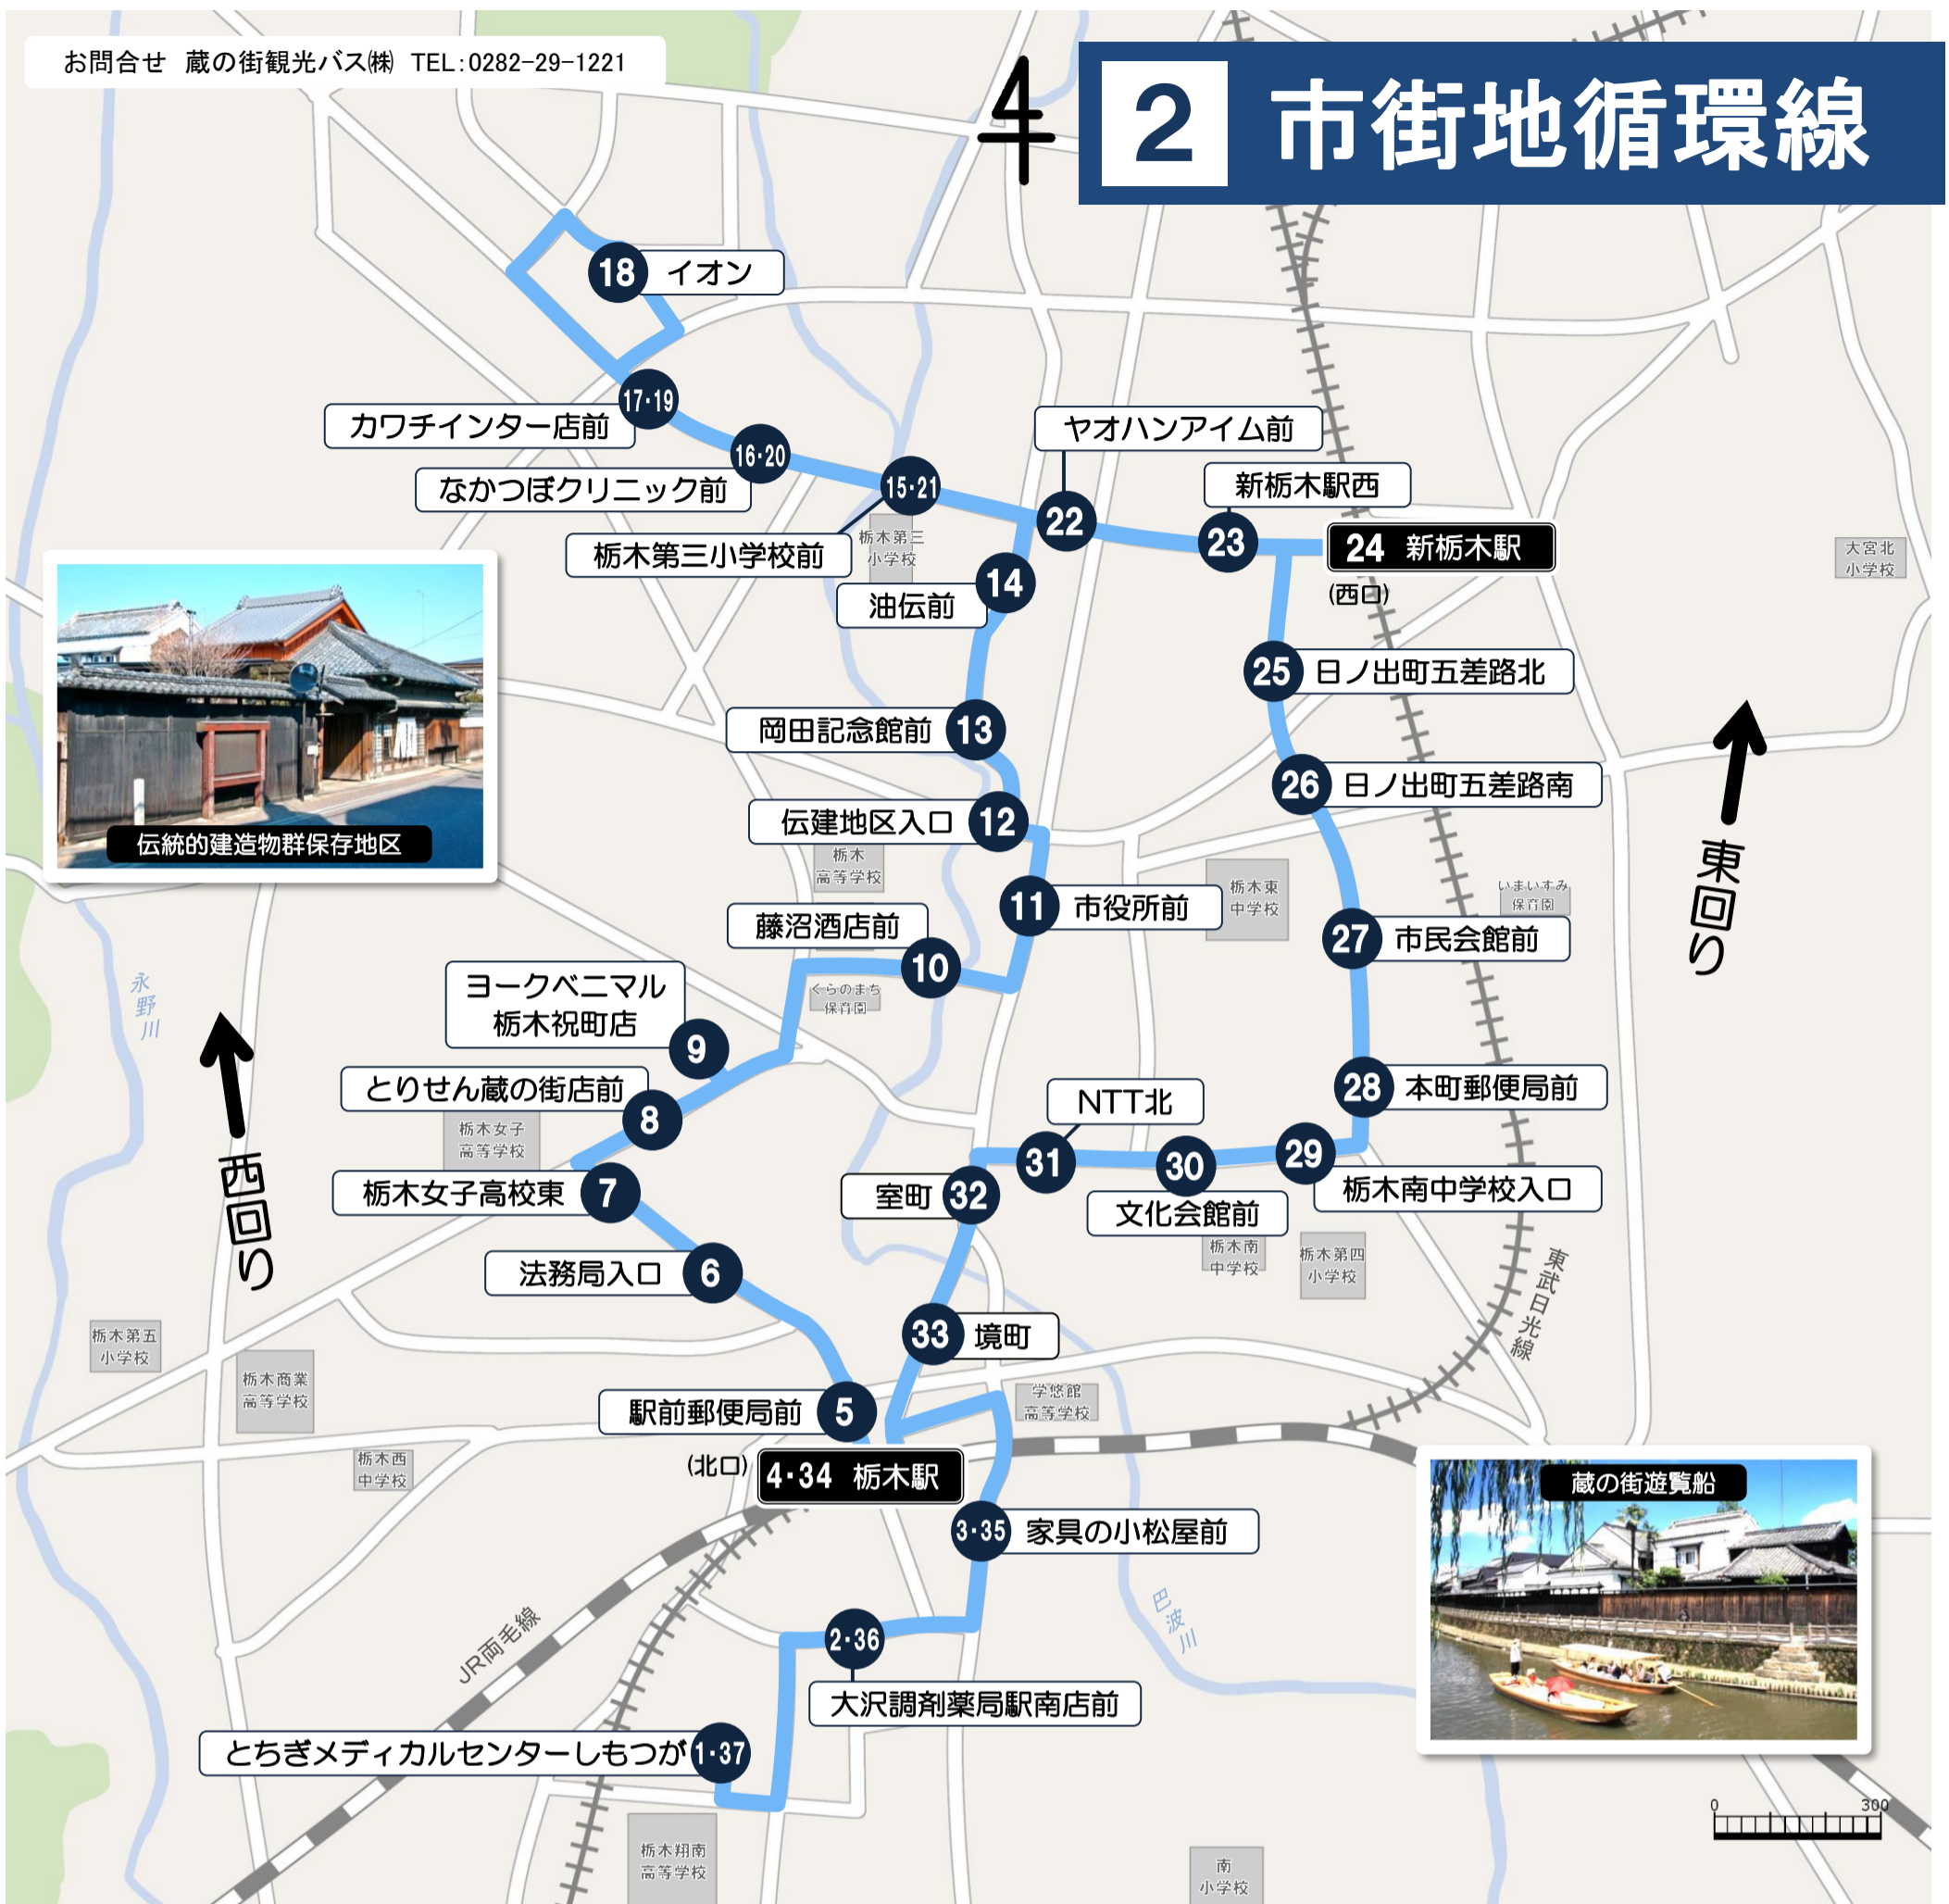 お問合せ 蔵の街観光バス㈱ TEL:0282-29-1221
2 市街地循環線
18 イオン
17・19
カワチインター店前
16・20
なかつぼクリニック前
15・21
栃木第三小学校前
栃木第三
小学校
ヤオハンアイム前
22
新栃木駅西
23
24 新栃木駅
(西口)
大宮北
小学校
14
油伝前
25 日ノ出町五差路北
岡田記念館前 13
26 日ノ出町五差路南
伝統的建造物群保存地区
伝建地区入口 12
栃木
高等学校
11 市役所前
栃木東
中学校
いまいずみ
保育園
27 市民会館前
東回り
藤沼酒店前
10
くらのまち
保育園
永野川
ヨークベニマル
栃木祝町店
9
とりせん蔵の街店前
8
栃木女子
高等学校
栃木女子高校東 7
西回り
28 本町郵便局前
NTT北
31
30
文化会館前
29
栃木南中学校入口
室町 32
栃木南
中学校
栃木第四
小学校
東武日光線
法務局入口 6
33 境町
栃木第五
小学校
栃木商業
高等学校
学悠館
高等学校
駅前郵便局前 5
栃木西
中学校
(北口)
4・34 栃木駅
蔵の街遊覧船
3・35 家具の小松屋前
JR両毛線
巴波川
2・36
大沢調剤薬局駅南店前
とちぎメディカルセンターしもつが 1・37
栃木翔南
高等学校
南
小学校
0 300